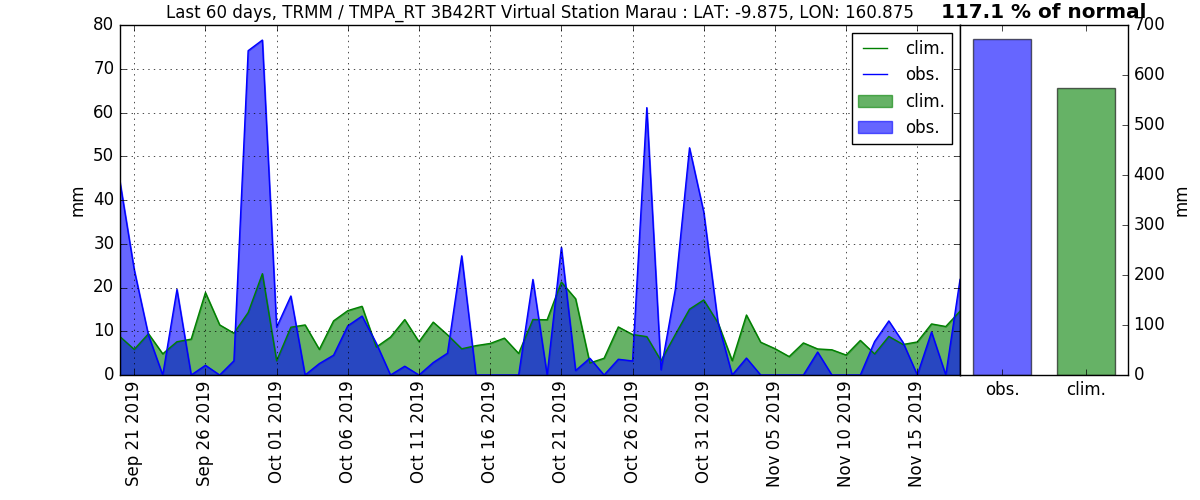 Last 60 days, TRMM / TMPA_RT 3B42RT Virtual Station Marau : LAT: -9.875, LON: 160.875
117.1 % of normal
80
70
60
50
40
30
20
10
0
mm
clim.
obs.
clim.
obs.
700
600
500
400
300
200
100
0
mm
obs.
clim.
Sep 21 2019
Sep 26 2019
Oct 01 2019
Oct 06 2019
Oct 11 2019
Oct 16 2019
Oct 21 2019
Oct 26 2019
Oct 31 2019
Nov 05 2019
Nov 10 2019
Nov 15 2019